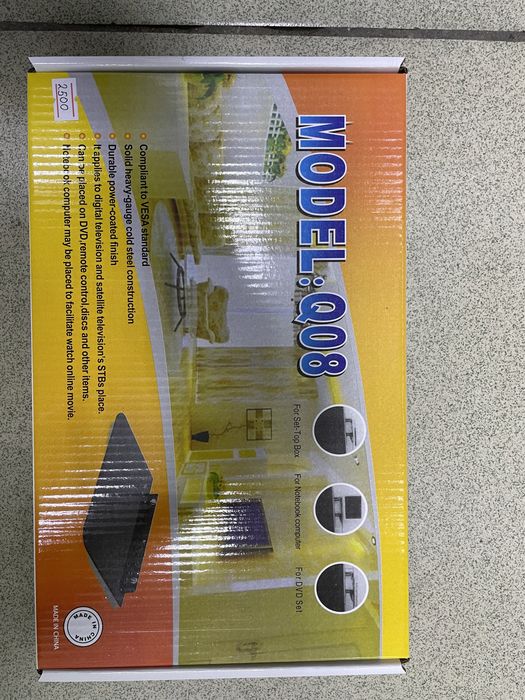 MODEL:Q08
2500
Compliant to VESA standard
Solid heavy-gauge cold steel construction
Durable power-coated finish
It applies to digital television and satellite television's STBs place.
Can be placed on DVD,remote control,discs and other items.
Notebook computer may be placed to facilitate watch online movie.
For Set-Top Box
For Notebook computer
For DVD Set
MADE IN CHINA
MADE IN CHINA